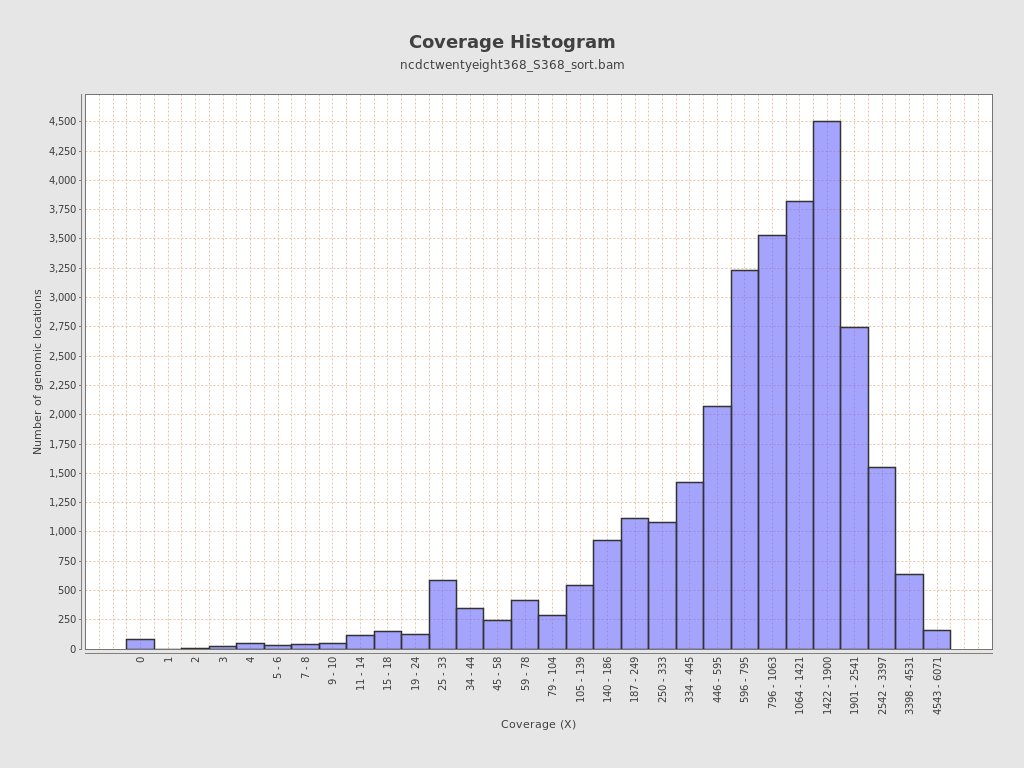 Coverage Histogram
ncdctwentyeight368_S368_sort.bam
4,500
4,250
4,000
3,750
3,500
3,250
3,000
2,750
2,500
2,250
2,000
1,750
1,500
1,250
1,000
750
500
250
0
Number of genomic locations
0
1
2
3
4
5 - 6
7 - 8
9 - 10
11 - 14
15 - 18
19 - 24
25 - 33
34 - 44
45 - 58
59 - 78
79 - 104
105 - 139
140 - 186
187 - 249
250 - 333
334 - 445
446 - 595
596 - 795
796 - 1063
1064 - 1421
1422 - 1900
1901 - 2541
2542 - 3397
3398 - 4531
4543 - 6071
Coverage (X)